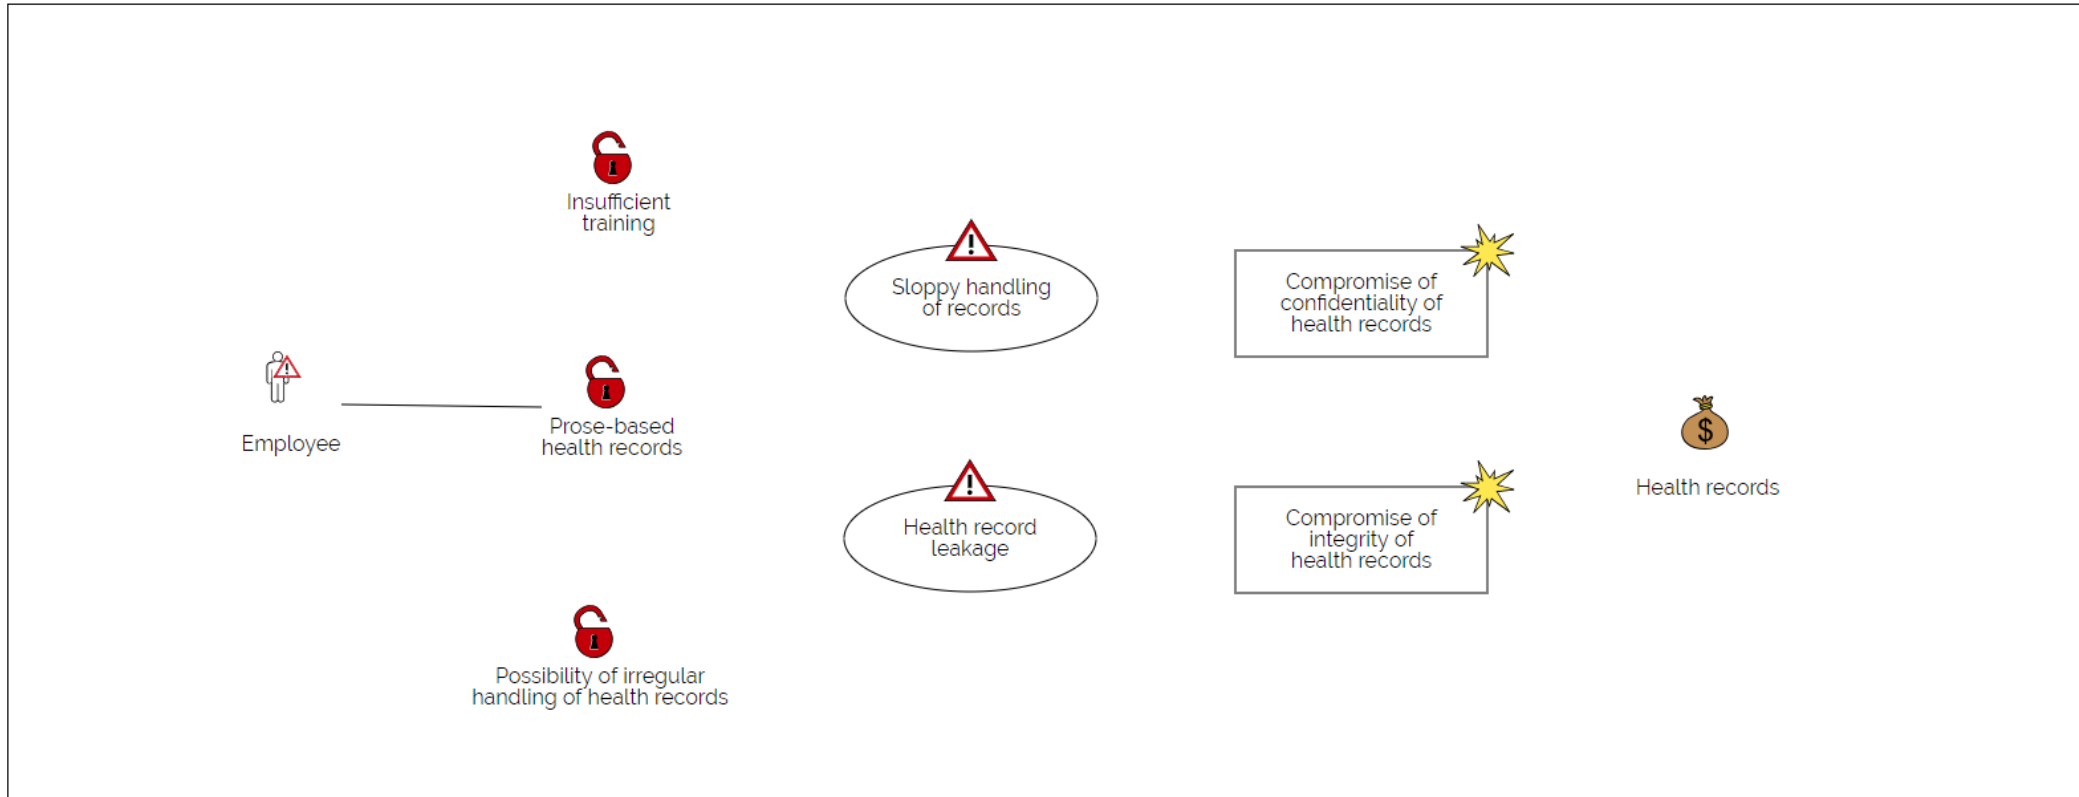 Insufficient
training
Sloppy handling
of records
Compromise of
confidentiality of
health records
Employee
Prose-based
health records
$
Health records
Health record
leakage
Compromise of
integrity of
health records
Possibility of irregular
handling of health records